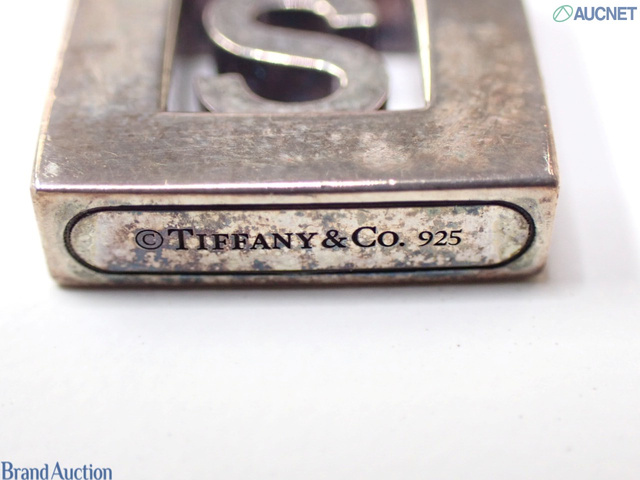 AUCNET
S
©TIFFANY & CO. 925
Brand Auction